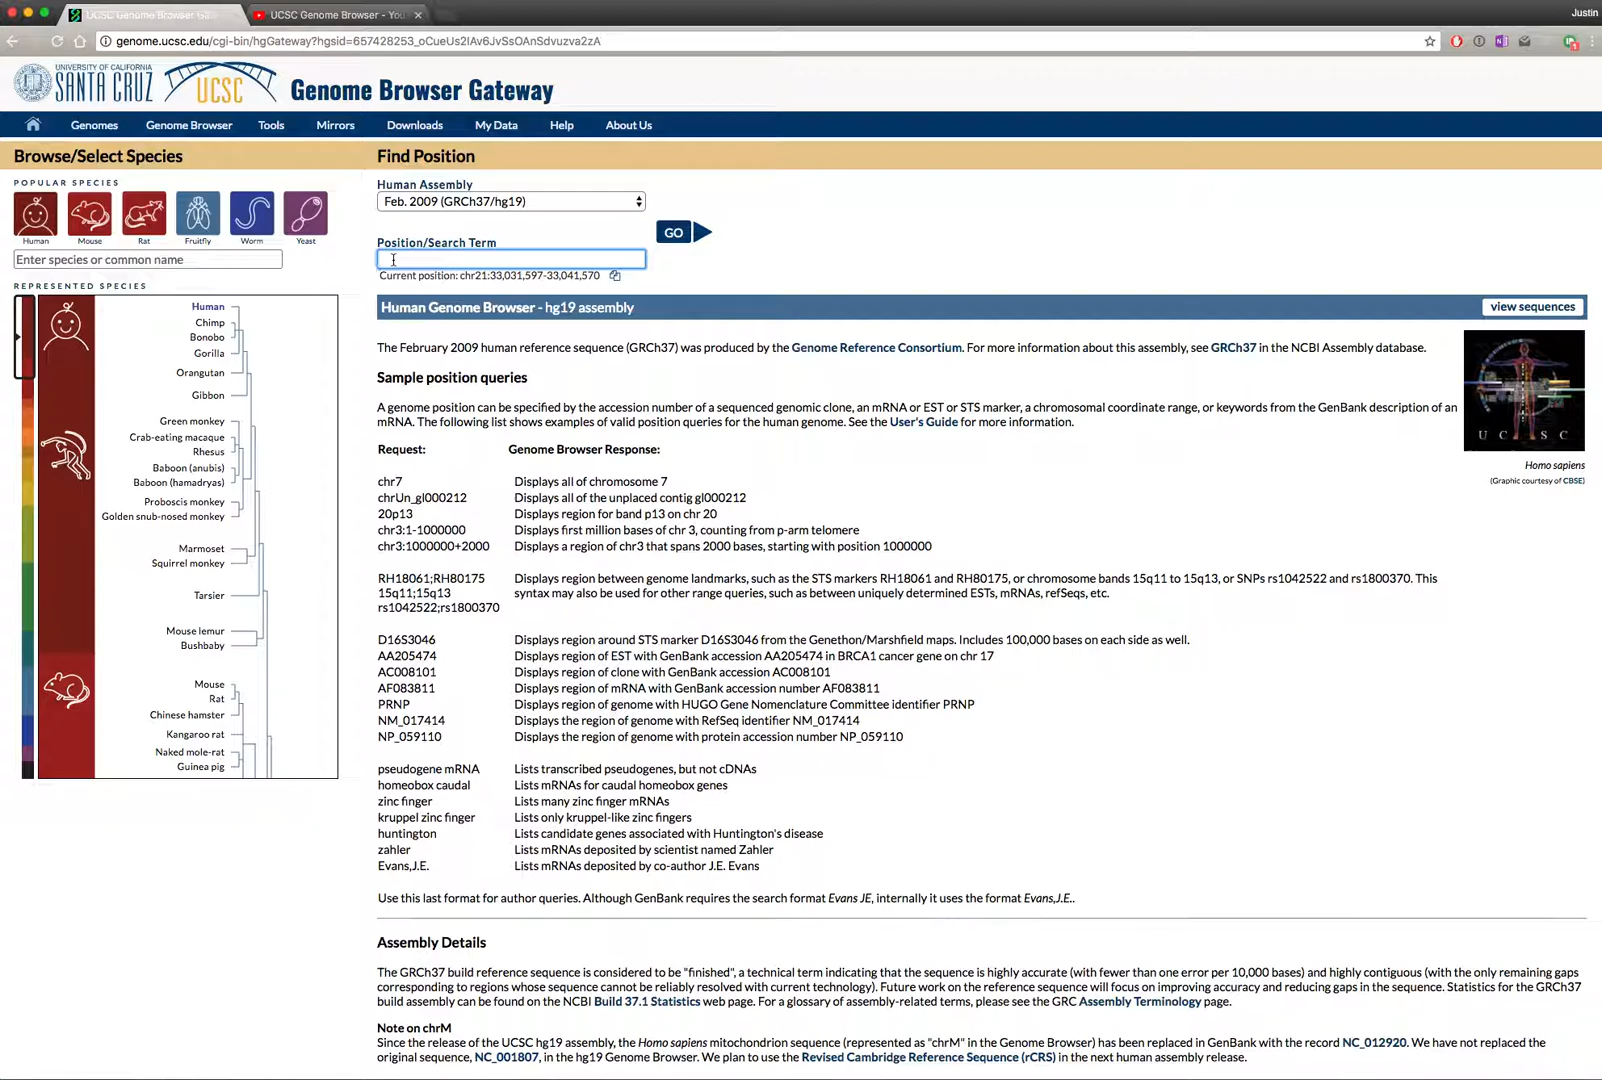 UCSC Genome Browser Ga
UCSC Genome Browser - You
Justin
genome.ucsc.edu/cgi-bin/hgGateway?hgsid=657428253_oCueUs2IAv6JvSsOAnSdvuzva2zA
UNIVERSITY OF CALIFORNIA
SANTA CRUZ
UCSC
Genome Browser Gateway
Genomes Genome Browser Tools Mirrors Downloads My Data Help About Us
Browse/Select Species
POPULAR SPECIES
Human Mouse Rat Fruitfly Worm Yeast
Enter species or common name
REPRESENTED SPECIES
Human
Chimp
Bonobo
Gorilla
Orangutan
Gibbon
Green monkey
Crab-eating macaque
Rhesus
Baboon (anubis)
Baboon (hamadryas)
Proboscis monkey
Golden snub-nosed monkey
Marmoset
Squirrel monkey
Tarsier
Mouse lemur
Bushbaby
Mouse
Rat
Chinese hamster
Kangaroo rat
Naked mole-rat
Guinea pig
Find Position
Human Assembly
Feb. 2009 (GRCh37/hg19)
Position/Search Term
GO
Current position: chr21:33,031,597-33,041,570
Human Genome Browser - hg19 assembly
view sequences
The February 2009 human reference sequence (GRCh37) was produced by the Genome Reference Consortium. For more information about this assembly, see GRCh37 in the NCBI Assembly database.
UCSC
Homo sapiens
(Graphic courtesy of CBSE)
Sample position queries
A genome position can be specified by the accession number of a sequenced genomic clone, an mRNA or EST or STS marker, a chromosomal coordinate range, or keywords from the GenBank description of an
mRNA. The following list shows examples of valid position queries for the human genome. See the User's Guide for more information.
Request: Genome Browser Response:
chr7 Displays all of chromosome 7
chrUn_gl000212 Displays all of the unplaced contig gl000212
20p13 Displays region for band p13 on chr 20
chr3:1-1000000 Displays first million bases of chr 3, counting from p-arm telomere
chr3:1000000+2000 Displays a region of chr3 that spans 2000 bases, starting with position 1000000
RH18061;RH80175 Displays region between genome landmarks, such as the STS markers RH18061 and RH80175, or chromosome bands 15q11 to 15q13, or SNPs rs1042522 and rs1800370. This
15q11;15q13 syntax may also be used for other range queries, such as between uniquely determined ESTs, mRNAs, refSeqs, etc.
rs1042522;rs1800370
D16S3046 Displays region around STS marker D16S3046 from the Genethon/Marshfield maps. Includes 100,000 bases on each side as well.
AA205474 Displays region of EST with GenBank accession AA205474 in BRCA1 cancer gene on chr 17
AC008101 Displays region of clone with GenBank accession AC008101
AF083811 Displays region of mRNA with GenBank accession number AF083811
PRNP Displays region of genome with HUGO Gene Nomenclature Committee identifier PRNP
NM_017414 Displays the region of genome with RefSeq identifier NM_017414
NP_059110 Displays the region of genome with protein accession number NP_059110
pseudogene mRNA Lists transcribed pseudogenes, but not cDNAs
homeobox caudal Lists mRNAs for caudal homeobox genes
zinc finger Lists many zinc finger mRNAs
kruppel zinc finger Lists only kruppel-like zinc fingers
huntington Lists candidate genes associated with Huntington's disease
zahler Lists mRNAs deposited by scientist named Zahler
Evans,J.E. Lists mRNAs deposited by co-author J.E. Evans
Use this last format for author queries. Although GenBank requires the search format Evans JE, internally it uses the format Evans,J.E..
Assembly Details
The GRCh37 build reference sequence is considered to be "finished", a technical term indicating that the sequence is highly accurate (with fewer than one error per 10,000 bases) and highly contiguous (with the only remaining gaps
corresponding to regions whose sequence cannot be reliably resolved with current technology). Future work on the reference sequence will focus on improving accuracy and reducing gaps in the sequence. Statistics for the GRCh37
build assembly can be found on the NCBI Build 37.1 Statistics web page. For a glossary of assembly-related terms, please see the GRC Assembly Terminology page.
Note on chrM
Since the release of the UCSC hg19 assembly, the Homo sapiens mitochondrion sequence (represented as "chrM" in the Genome Browser) has been replaced in GenBank with the record NC_012920. We have not replaced the
original sequence, NC_001807, in the hg19 Genome Browser. We plan to use the Revised Cambridge Reference Sequence (rCRS) in the next human assembly release.